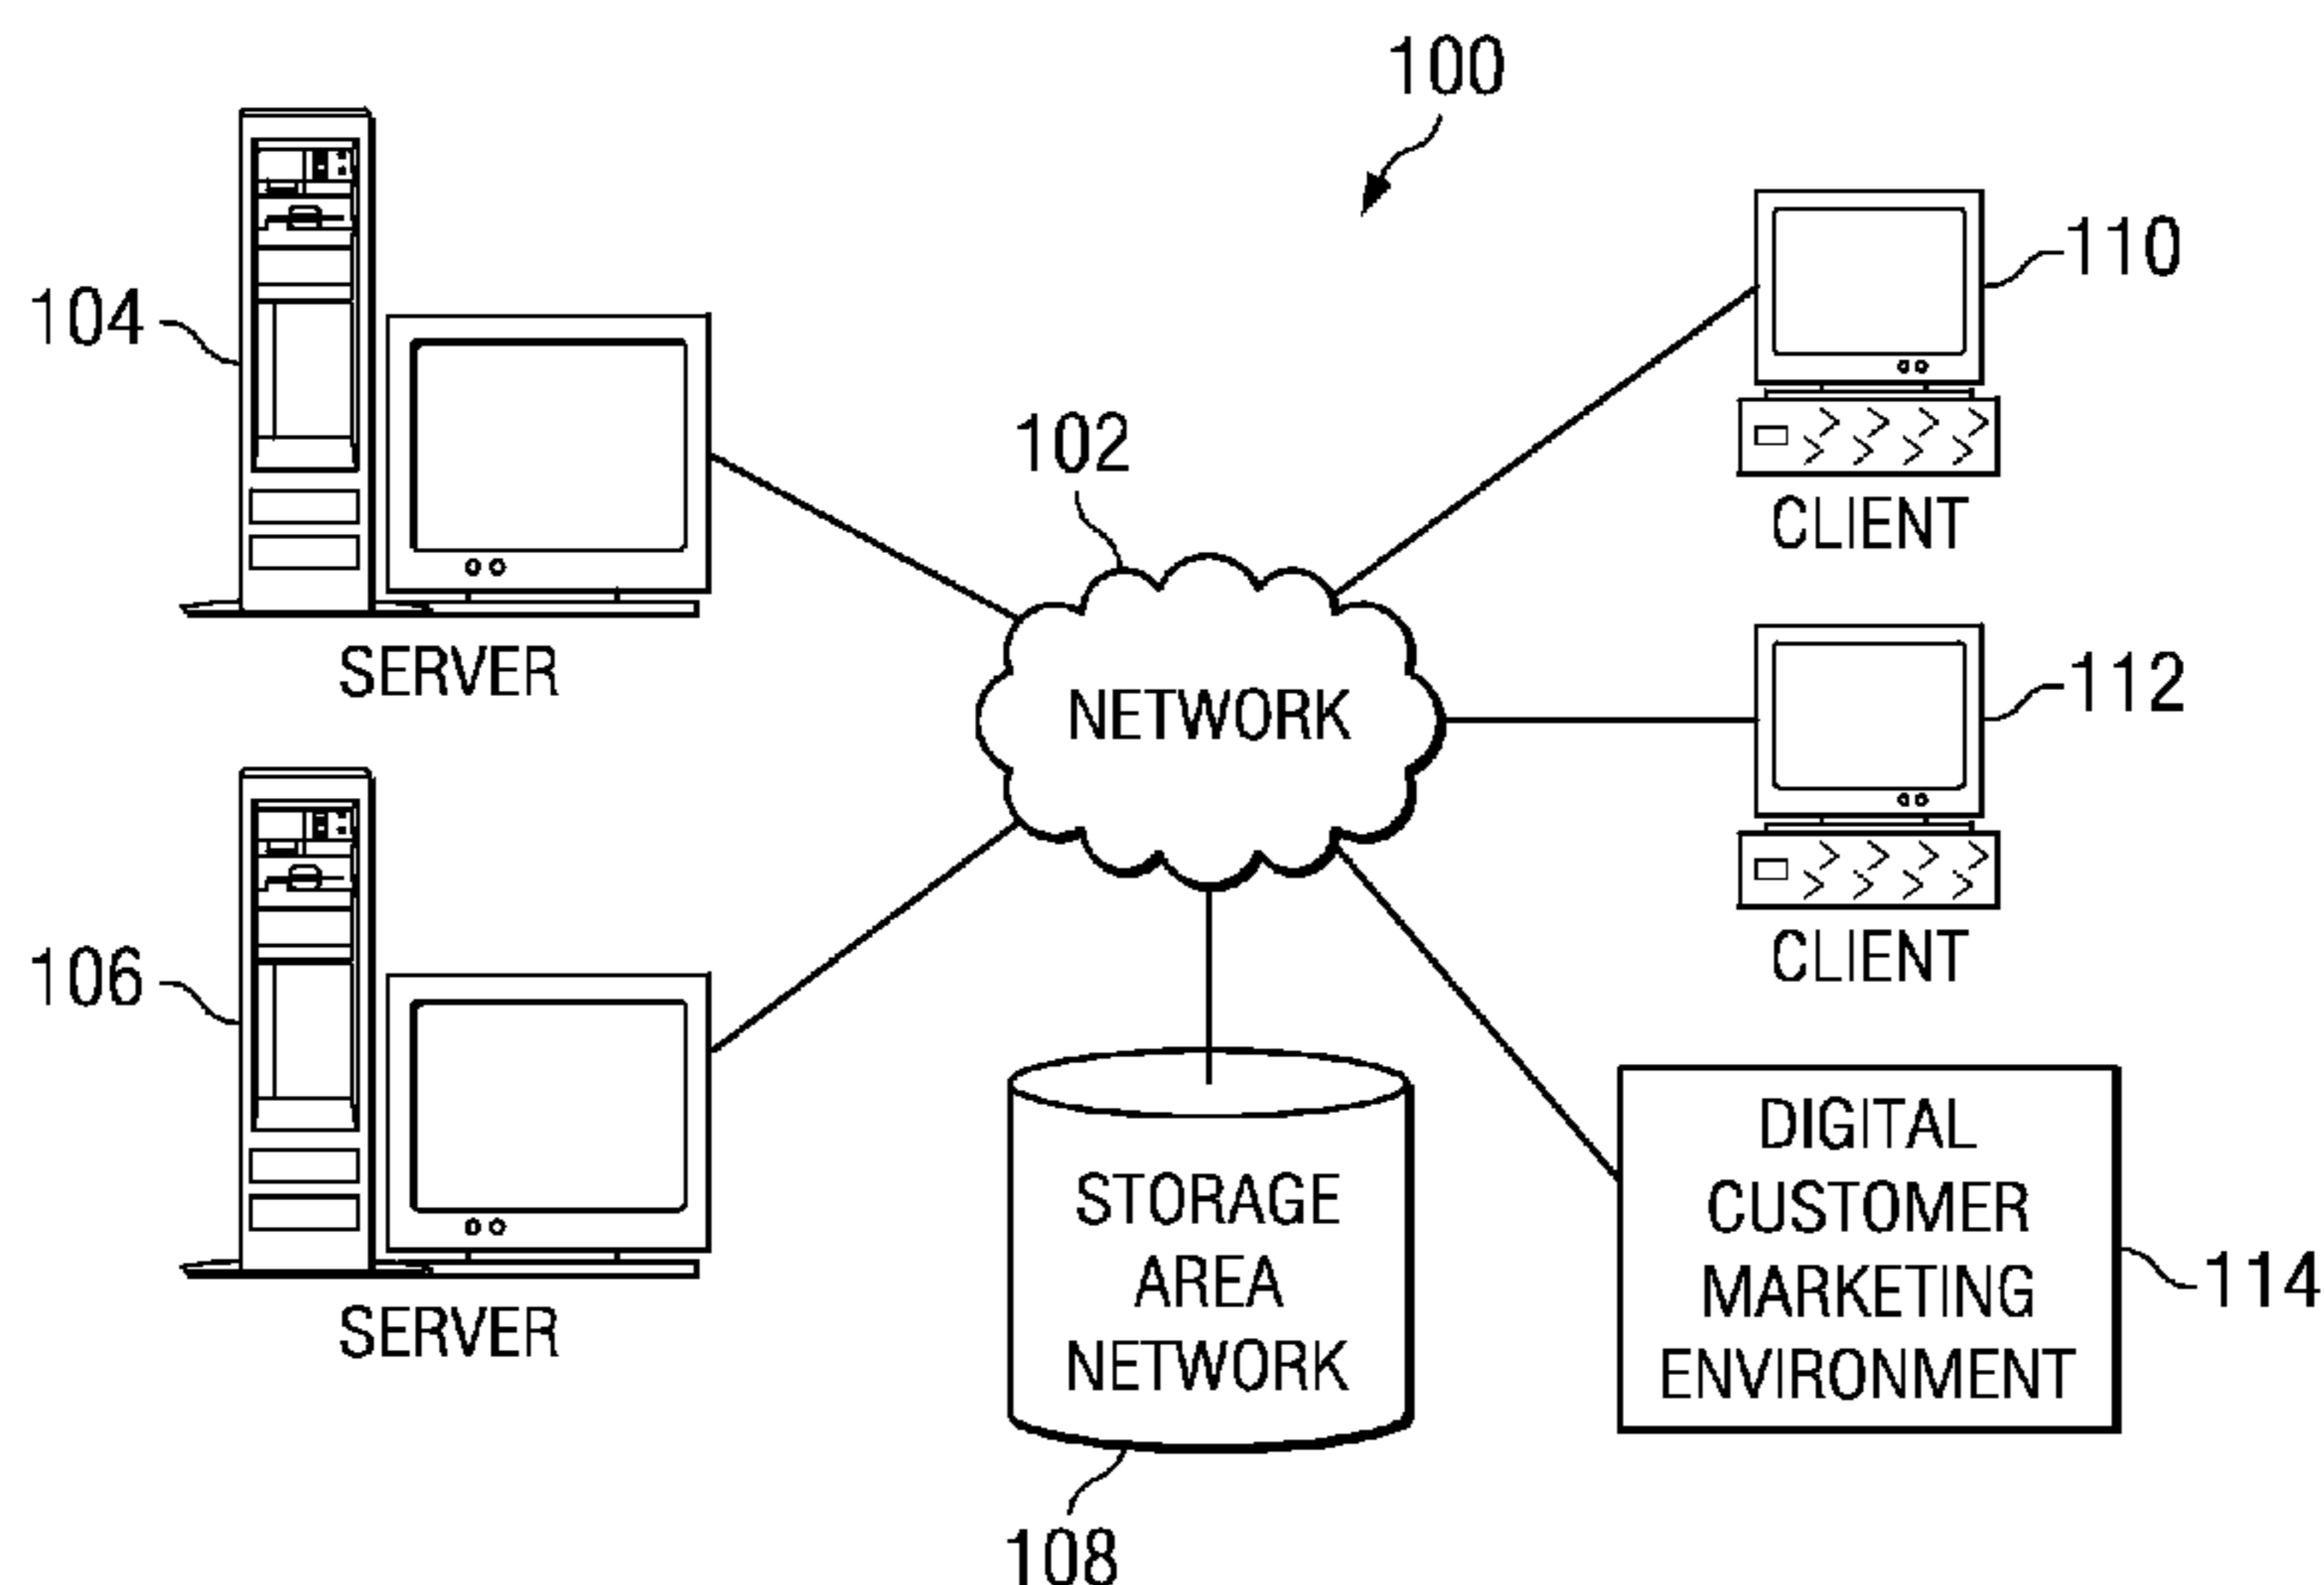 100
104
SERVER
102
NETWORK
110
CLIENT
112
CLIENT
106
SERVER
STORAGE
AREA
NETWORK
108
DIGITAL
CUSTOMER
MARKETING
ENVIRONMENT
114